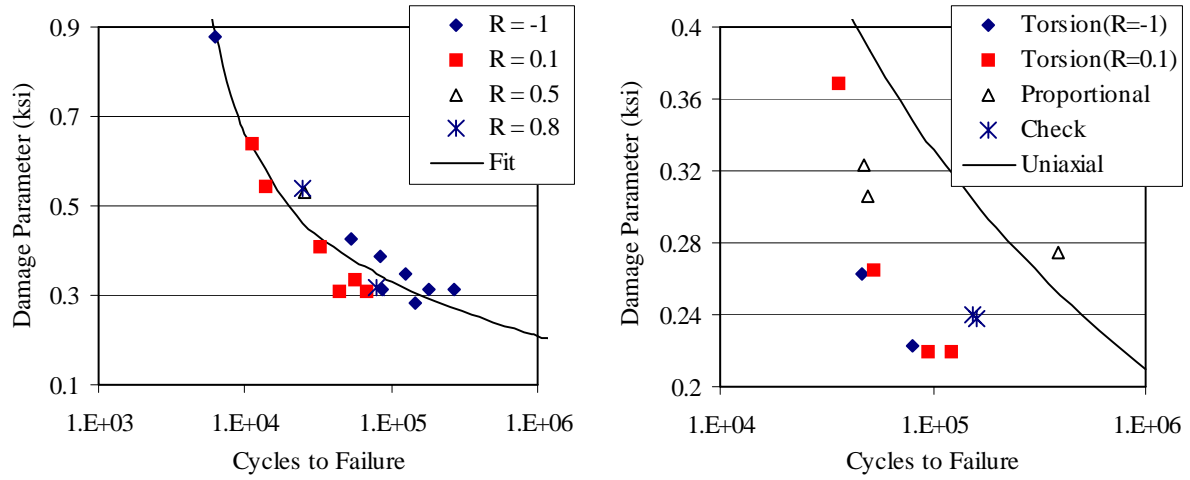 0.9
0.7
0.5
0.3
0.1
Damage Parameter (ksi)
1.E+03
1.E+04
1.E+05
1.E+06
Cycles to Failure
R = -1
R = 0.1
R = 0.5
R = 0.8
Fit
0.4
0.36
0.32
0.28
0.24
0.2
Damage Parameter (ksi)
1.E+04
1.E+05
1.E+06
Cycles to Failure
Torsion(R=-1)
Torsion(R=0.1)
Proportional
Check
Uniaxial